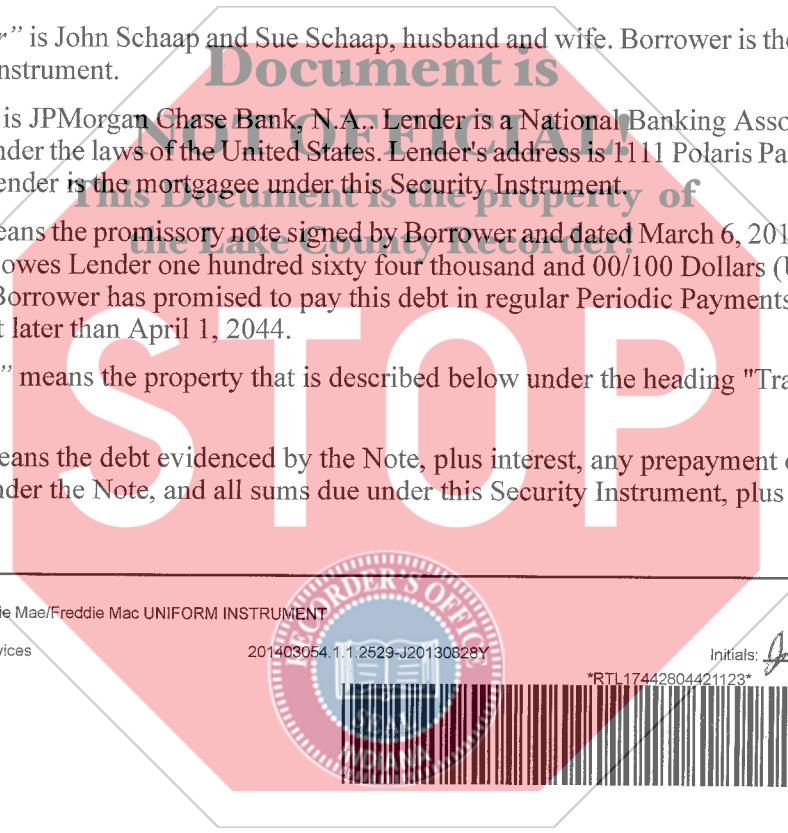 r” is John Schaap and Sue Schaap, husband and wife. Borrower is the
nstrument.
Document is
is JPMorgan Chase Bank, N.A.. Lender is a National Banking Asso
NOT OFFICIAL!
nder the laws of the United States. Lender's address is 1111 Polaris Pa
ender is the mortgagee under this Security Instrument.
This Document is the property of
eans the promissory note signed by Borrower and dated March 6, 201
the Lake County Recorder!
owes Lender one hundred sixty four thousand and 00/100 Dollars (U
Borrower has promised to pay this debt in regular Periodic Payments
t later than April 1, 2044.
STOP
” means the property that is described below under the heading "Tra
eans the debt evidenced by the Note, plus interest, any prepayment c
nder the Note, and all sums due under this Security Instrument, plus
ie Mae/Freddie Mac UNIFORM INSTRUMENT
vices
201403054.1.1.2529-J20130828Y
Initials:
*RTL17442804421123*
RECORDER'S OFFICE
SEAL
INDIANA